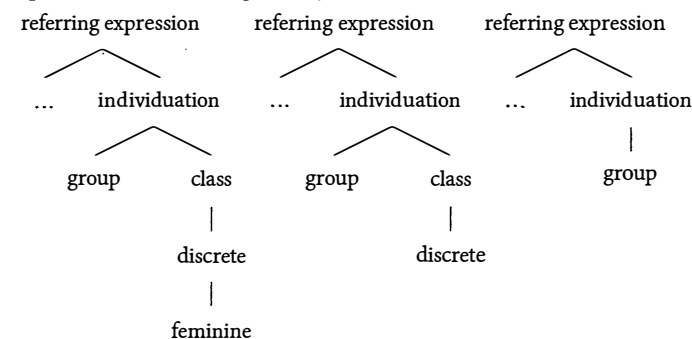 referring expression referring expression referring expression
... individuation ... individuation ... individuation
group class group class group
discrete discrete
feminine